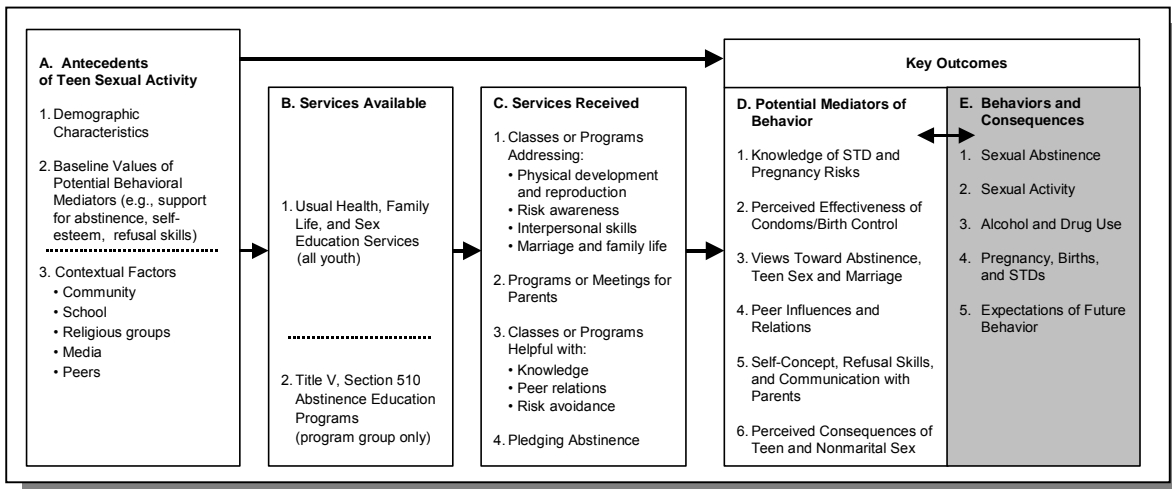 A. Antecedents
of Teen Sexual Activity
1. Demographic
Characteristics
2. Baseline Values of
Potential Behavioral
Mediators (e.g., support
for abstinence, self-
esteem, refusal skills)
3. Contextual Factors
• Community
• School
• Religious groups
• Media
• Peers
B. Services Available
1. Usual Health, Family
Life, and Sex
Education Services
(all youth)
2. Title V, Section 510
Abstinence Education
Programs
(program group only)
C. Services Received
1. Classes or Programs
Addressing:
• Physical development
and reproduction
• Risk awareness
• Interpersonal skills
• Marriage and family life
2. Programs or Meetings for
Parents
3. Classes or Programs
Helpful with:
• Knowledge
• Peer relations
• Risk avoidance
4. Pledging Abstinence
Key Outcomes
D. Potential Mediators of
Behavior
1. Knowledge of STD and
Pregnancy Risks
2. Perceived Effectiveness of
Condoms/Birth Control
3. Views Toward Abstinence,
Teen Sex and Marriage
4. Peer Influences and
Relations
5. Self-Concept, Refusal Skills,
and Communication with
Parents
6. Perceived Consequences of
Teen and Nonmarital Sex
E. Behaviors and
Consequences
1. Sexual Abstinence
2. Sexual Activity
3. Alcohol and Drug Use
4. Pregnancy, Births,
and STDs
5. Expectations of Future
Behavior